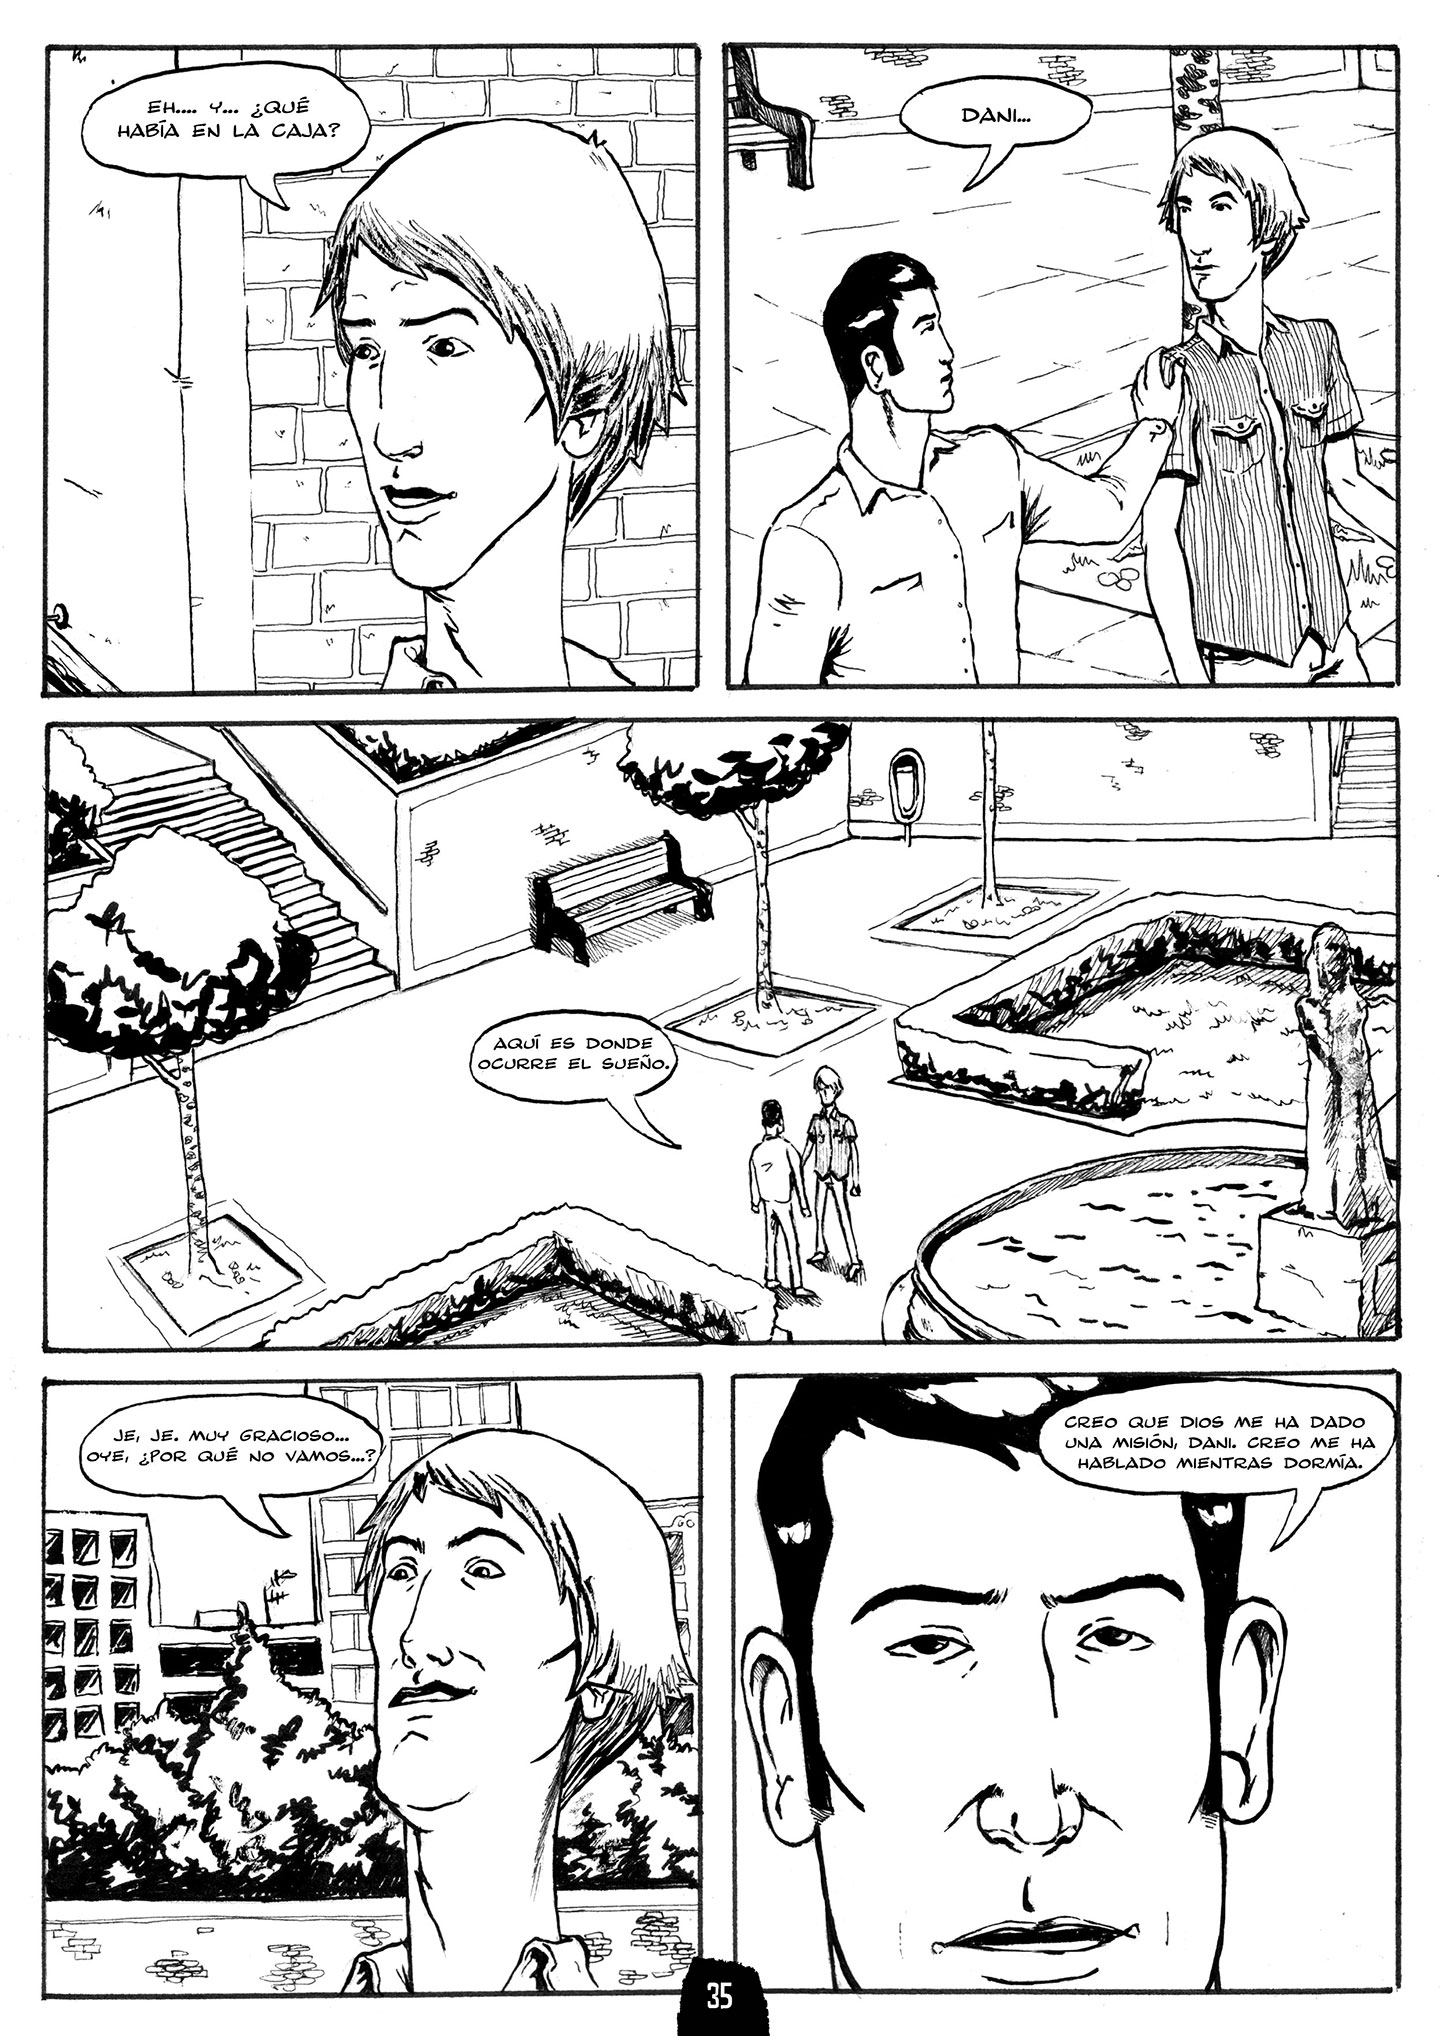 EH.... Y... ¿QUÉ
HABÍA EN LA CAJA?
DANI...
AQUÍ ES DONDE
OCURRE EL SUEÑO.
JE, JE. MUY GRACIOSO...
OYE, ¿POR QUÉ NO VAMOS...?
CREO QUE DIOS ME HA DADO
UNA MISIÓN, DANI. CREO ME HA
HABLADO MIENTRAS DORMÍA.
35